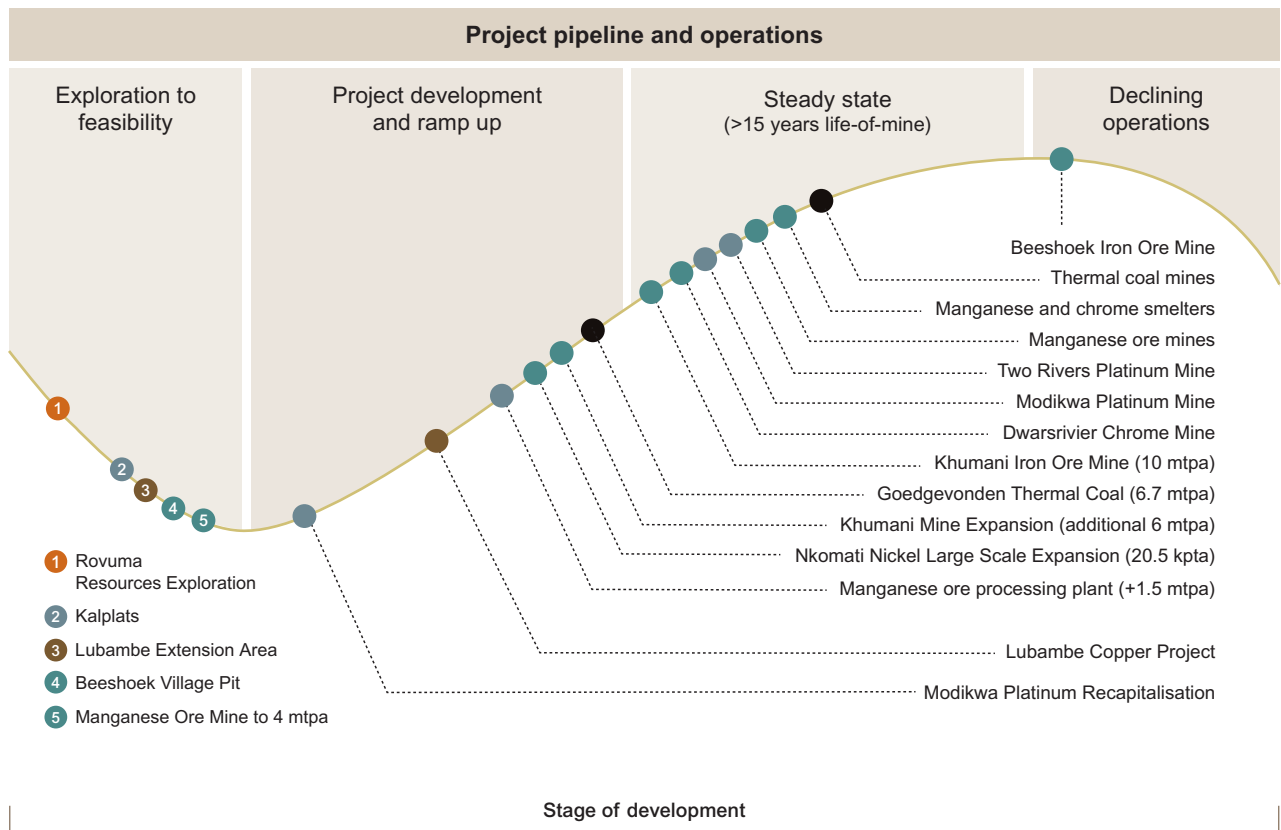 Project pipeline and operations
Exploration to
feasibility
Project development
and ramp up
Steady state
(>15 years life-of-mine)
Declining
operations
Beeshoek Iron Ore Mine
Thermal coal mines
Manganese and chrome smelters
Manganese ore mines
Two Rivers Platinum Mine
Modikwa Platinum Mine
Dwarsrivier Chrome Mine
Khumani Iron Ore Mine (10 mtpa)
Goedgevonden Thermal Coal (6.7 mtpa)
Khumani Mine Expansion (additional 6 mtpa)
Nkomati Nickel Large Scale Expansion (20.5 kpta)
Manganese ore processing plant (+1.5 mtpa)
Lubambe Copper Project
Modikwa Platinum Recapitalisation
1
2
3
4
5
1 Rovuma
Resources Exploration
2 Kalplats
3 Lubambe Extension Area
4 Beeshoek Village Pit
5 Manganese Ore Mine to 4 mtpa
Stage of development